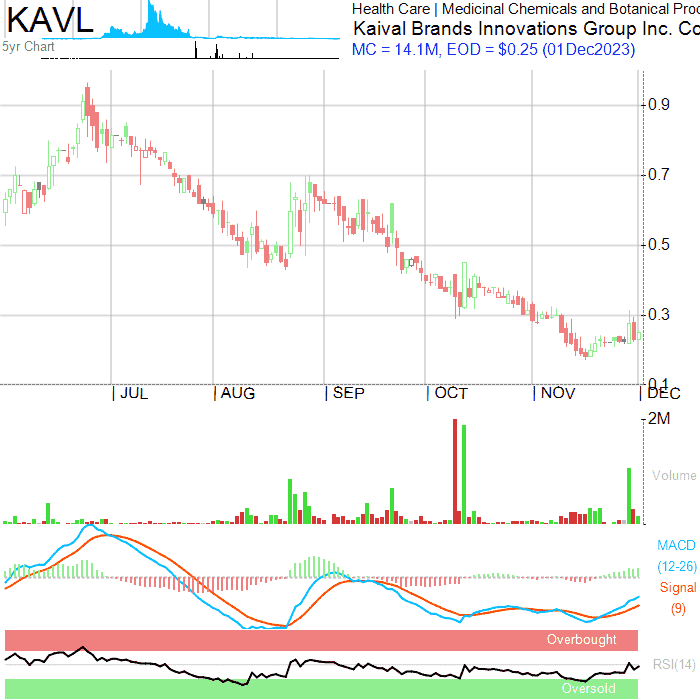 KAVL
5yr Chart
Health Care | Medicinal Chemicals and Botanical Proc
Kaival Brands Innovations Group Inc. Co
MC = 14.1M, EOD = $0.25 (01Dec2023)
0.9
0.7
0.5
0.3
0.1
JUL
AUG
SEP
OCT
NOV
DEC
2M
Volume
MACD
(12-26)
Signal
(9)
Overbought
RSI(14)
Oversold